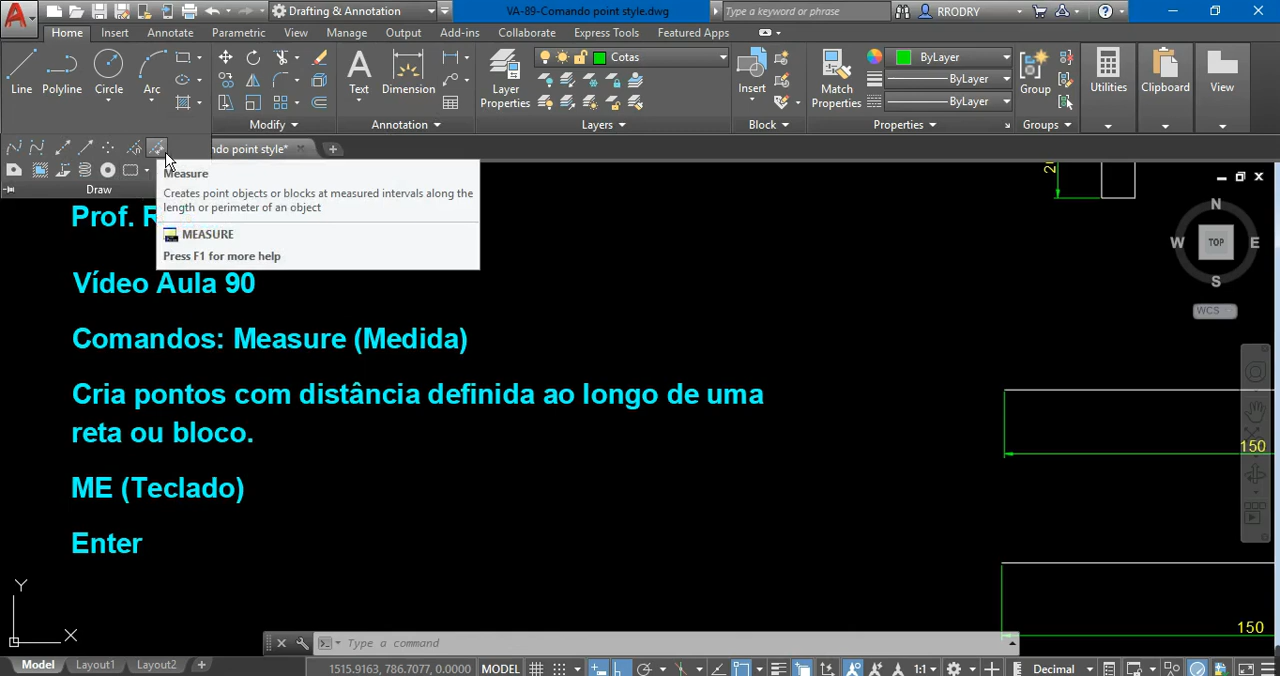 Drafting & Annotation
VA-89-Comando point style.dwg
Type a keyword or phrase
RRODRY
Home Insert Annotate Parametric View Manage Output Add-ins Collaborate Express Tools Featured Apps
Cotas
ByLayer
ByLayer
ByLayer
Line Polyline Circle Arc
Text Dimension
Layer
Properties
Insert
Match
Properties
Group
Utilities
Clipboard
View
Modify Annotation Layers Block Properties Groups
ndo point style*
Draw
Measure
Creates point objects or blocks at measured intervals along the
length or perimeter of an object
MEASURE
Press F1 for more help
Prof. R
Vídeo Aula 90
Comandos: Measure (Medida)
Cria pontos com distância definida ao longo de uma
reta ou bloco.
ME (Teclado)
Enter
N
W TOP E
S
WCS
150
150
Y
X
Type a command
Model Layout1 Layout2
1515.9163, 786.7077, 0.0000 MODEL 1:1 Decimal